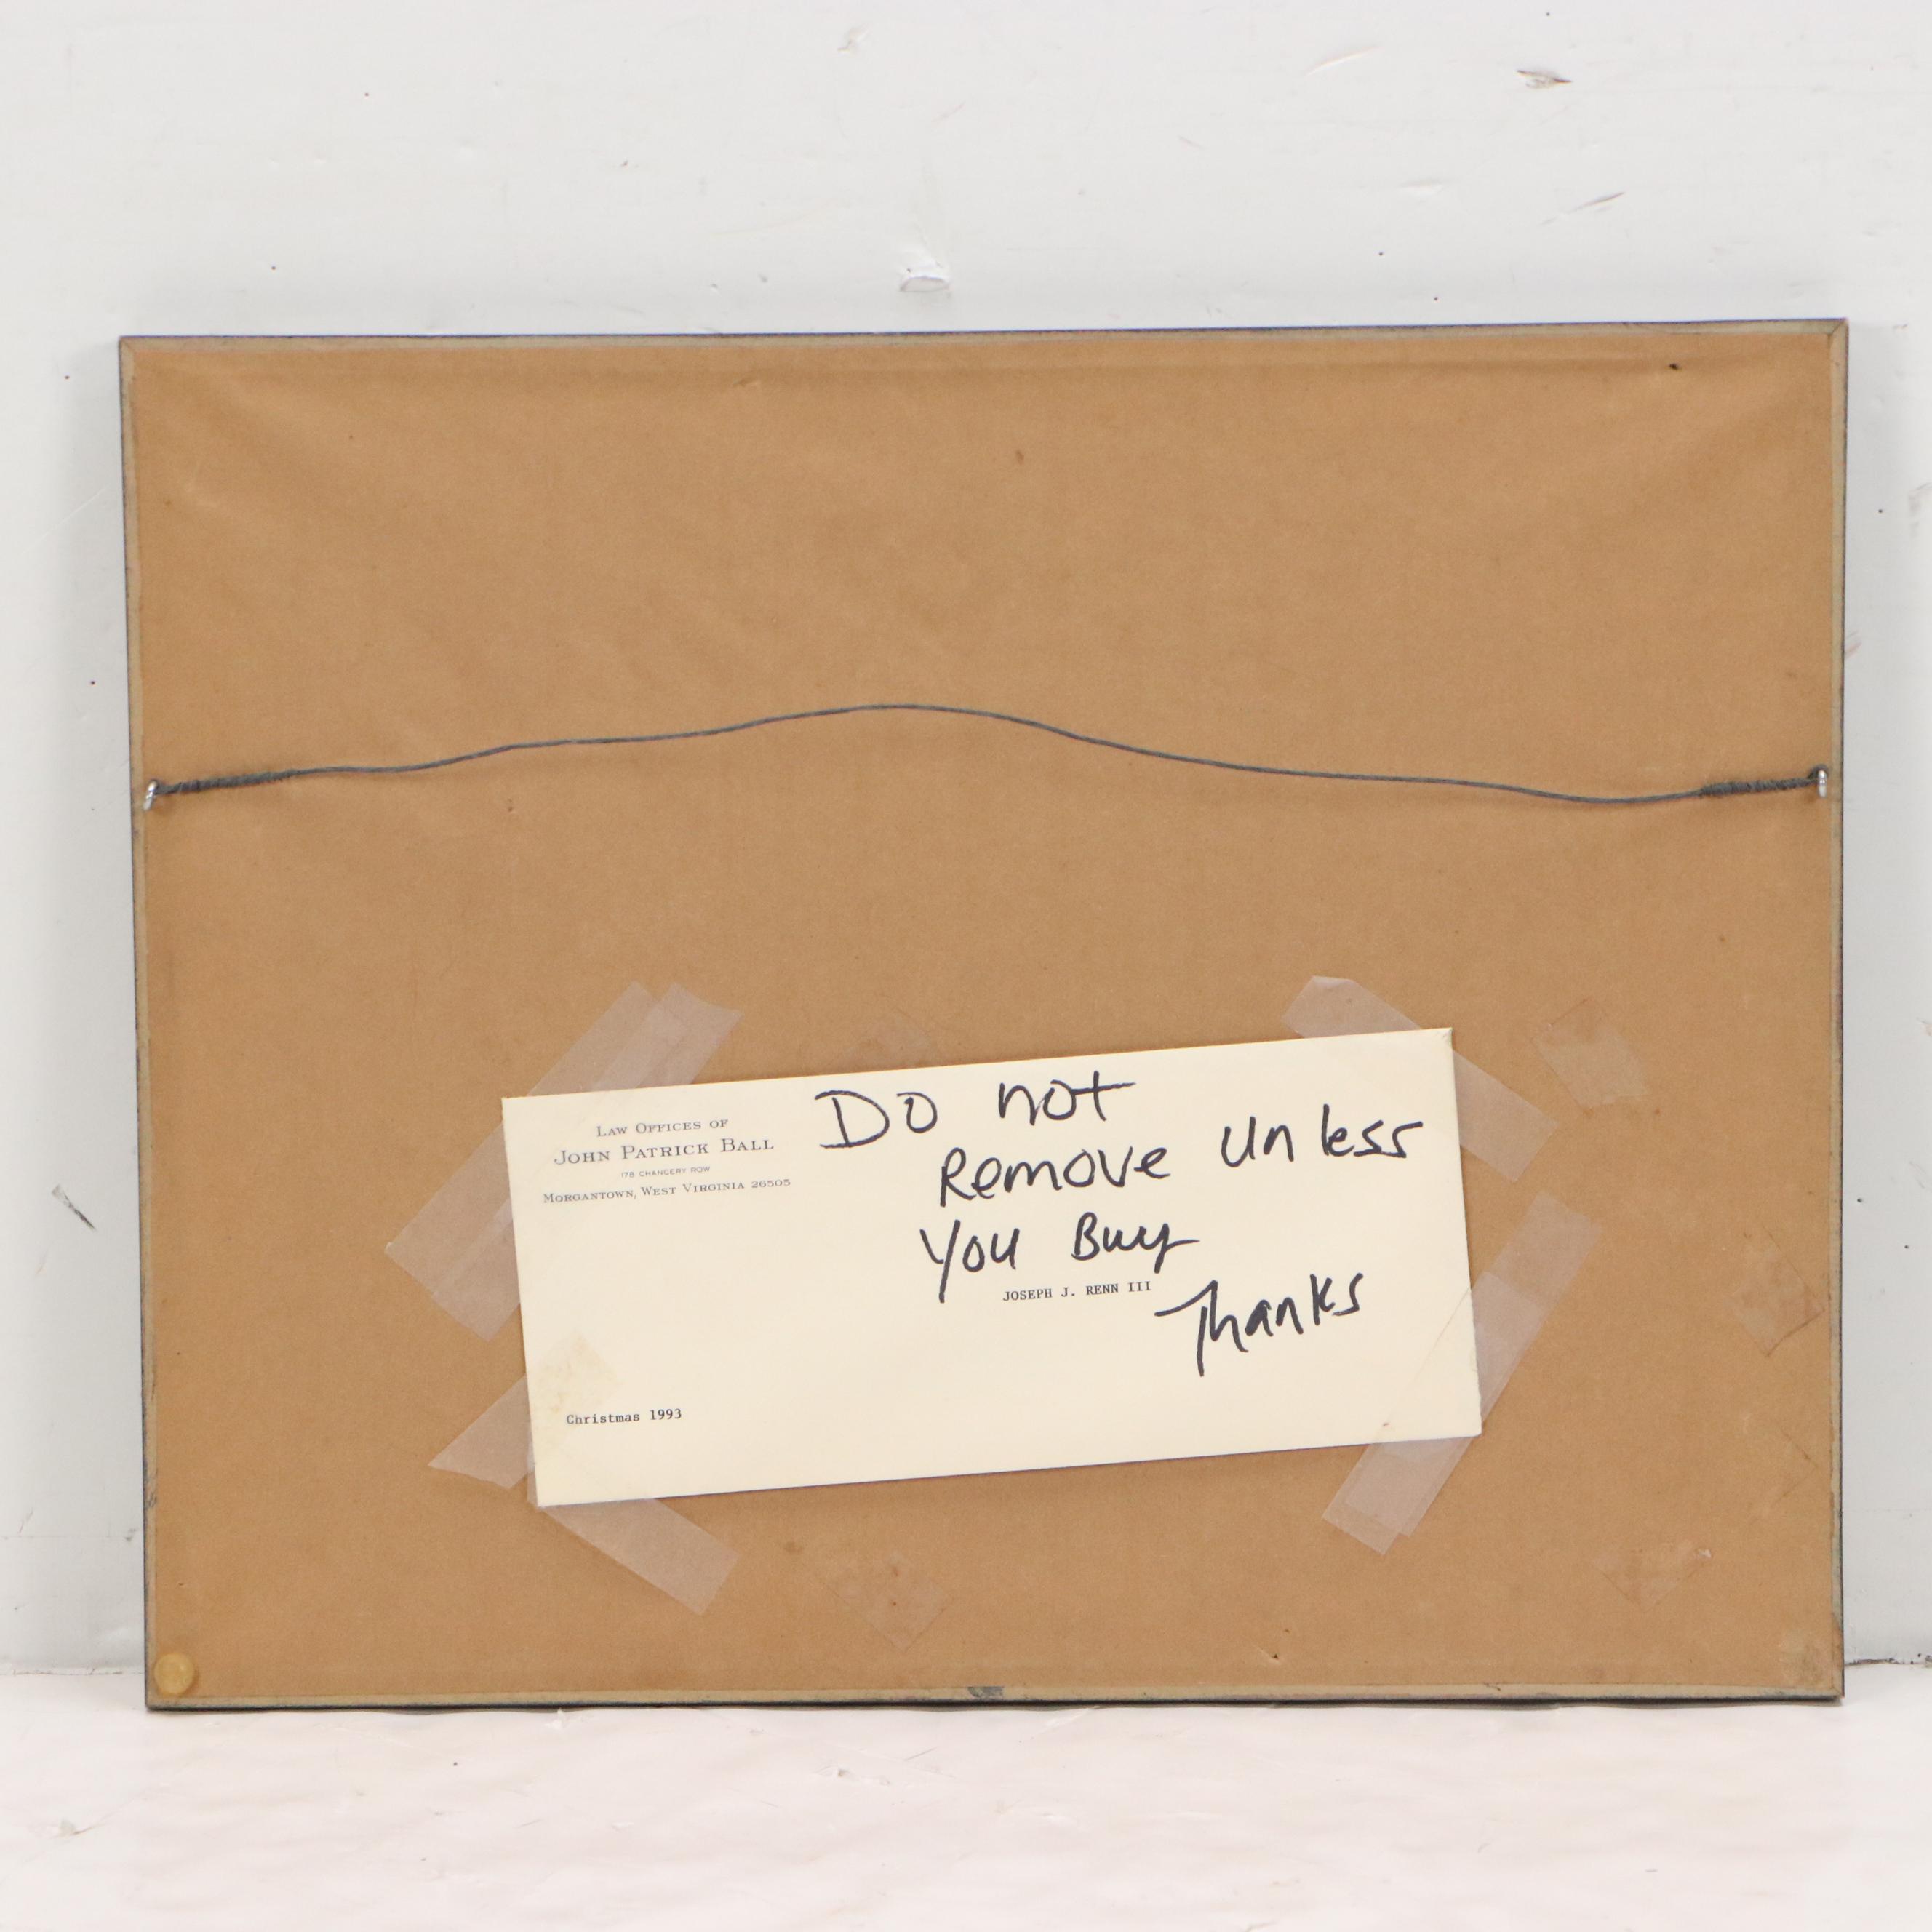 LAW OFFICES OF
JOHN PATRICK BALL
178 CHANCERY ROW
MORGANTOWN, WEST VIRGINIA 26505
Do not
Remove unless
You Buy
Thanks
JOSEPH J. RENN III
Christmas 1993